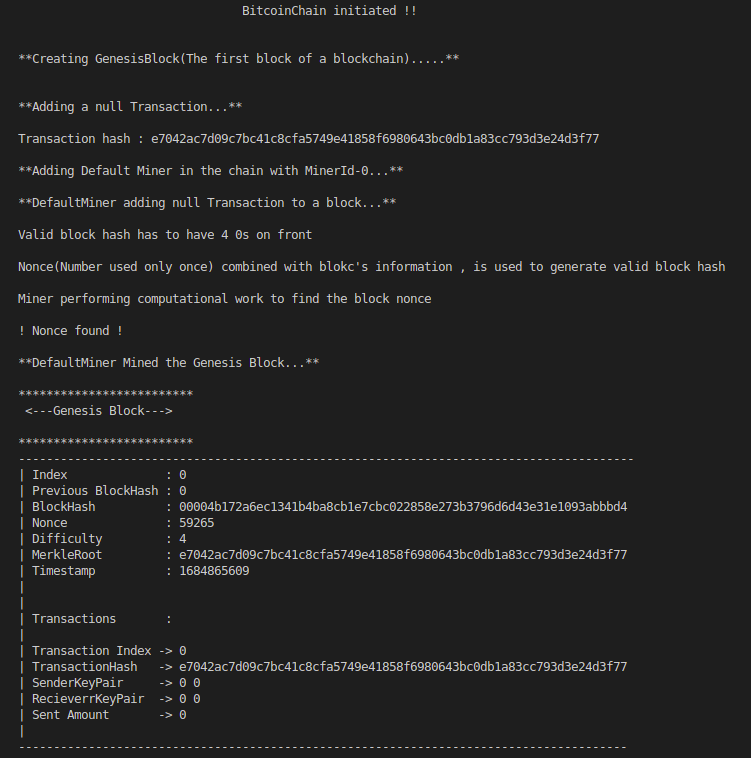 BitcoinChain initiated !!
**Creating GenesisBlock(The first block of a blockchain).....**
**Adding a null Transaction...**
Transaction hash : e7042ac7d09c7bc41c8cfa5749e41858f6980643bc0db1a83cc793d3e24d3f77
**Adding Default Miner in the chain with MinerId-0...**
**DefaultMiner adding null Transaction to a block...**
Valid block hash has to have 4 0s on front
Nonce(Number used only once) combined with blokc's information , is used to generate valid block hash
Miner performing computational work to find the block nonce
! Nonce found !
**DefaultMiner Mined the Genesis Block...**
*************************
<---Genesis Block--->
*************************
----------------------------------------------------------------------------------------
| Index              : 0
| Previous BlockHash : 0
| BlockHash          : 00004b172a6ec1341b4ba8cb1e7cbc022858e273b3796d6d43e31e1093abbbd4
| Nonce              : 59265
| Difficulty         : 4
| MerkleRoot         : e7042ac7d09c7bc41c8cfa5749e41858f6980643bc0db1a83cc793d3e24d3f77
| Timestamp          : 1684865609
|
|
| Transactions       :
|
| Transaction Index -> 0
| TransactionHash   -> e7042ac7d09c7bc41c8cfa5749e41858f6980643bc0db1a83cc793d3e24d3f77
| SenderKeyPair     -> 0 0
| RecieverrKeyPair  -> 0 0
| Sent Amount       -> 0
|
---------------------------------------------------------------------------------------